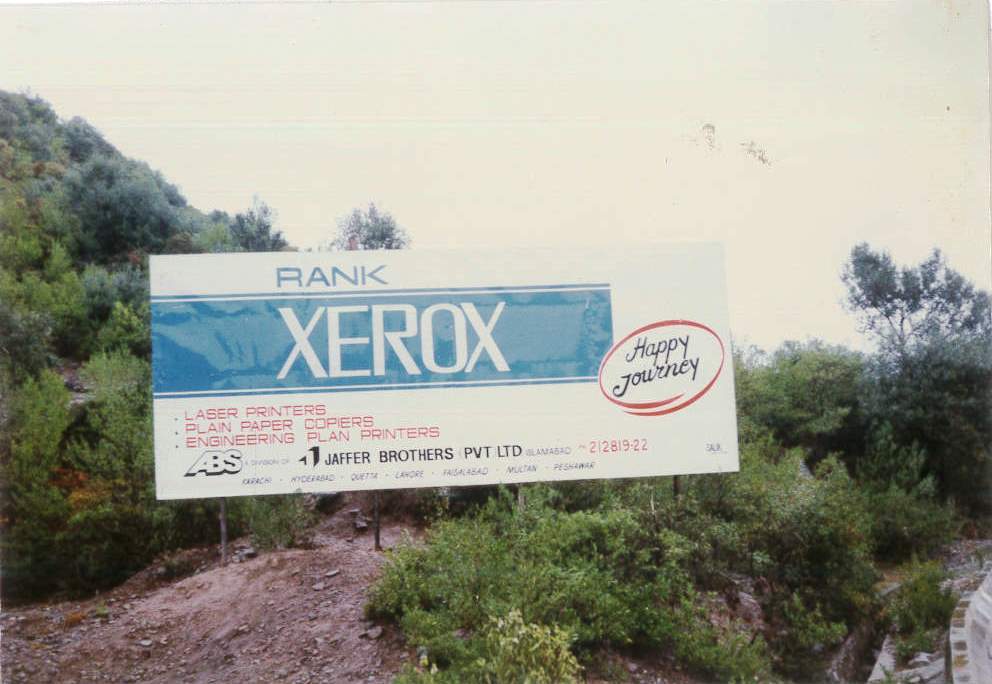 RANK
XEROX
Happy
Journey
LASER PRINTERS
PLAIN PAPER COPIERS
ENGINEERING PLAN PRINTERS
ABS A DIVISION OF JAFFER BROTHERS (PVT) LTD ISLAMABAD PH: 212819-22
KARACHI - HYDERABAD - QUETTA - LAHORE - FAISALABAD - MULTAN - PESHAWAR